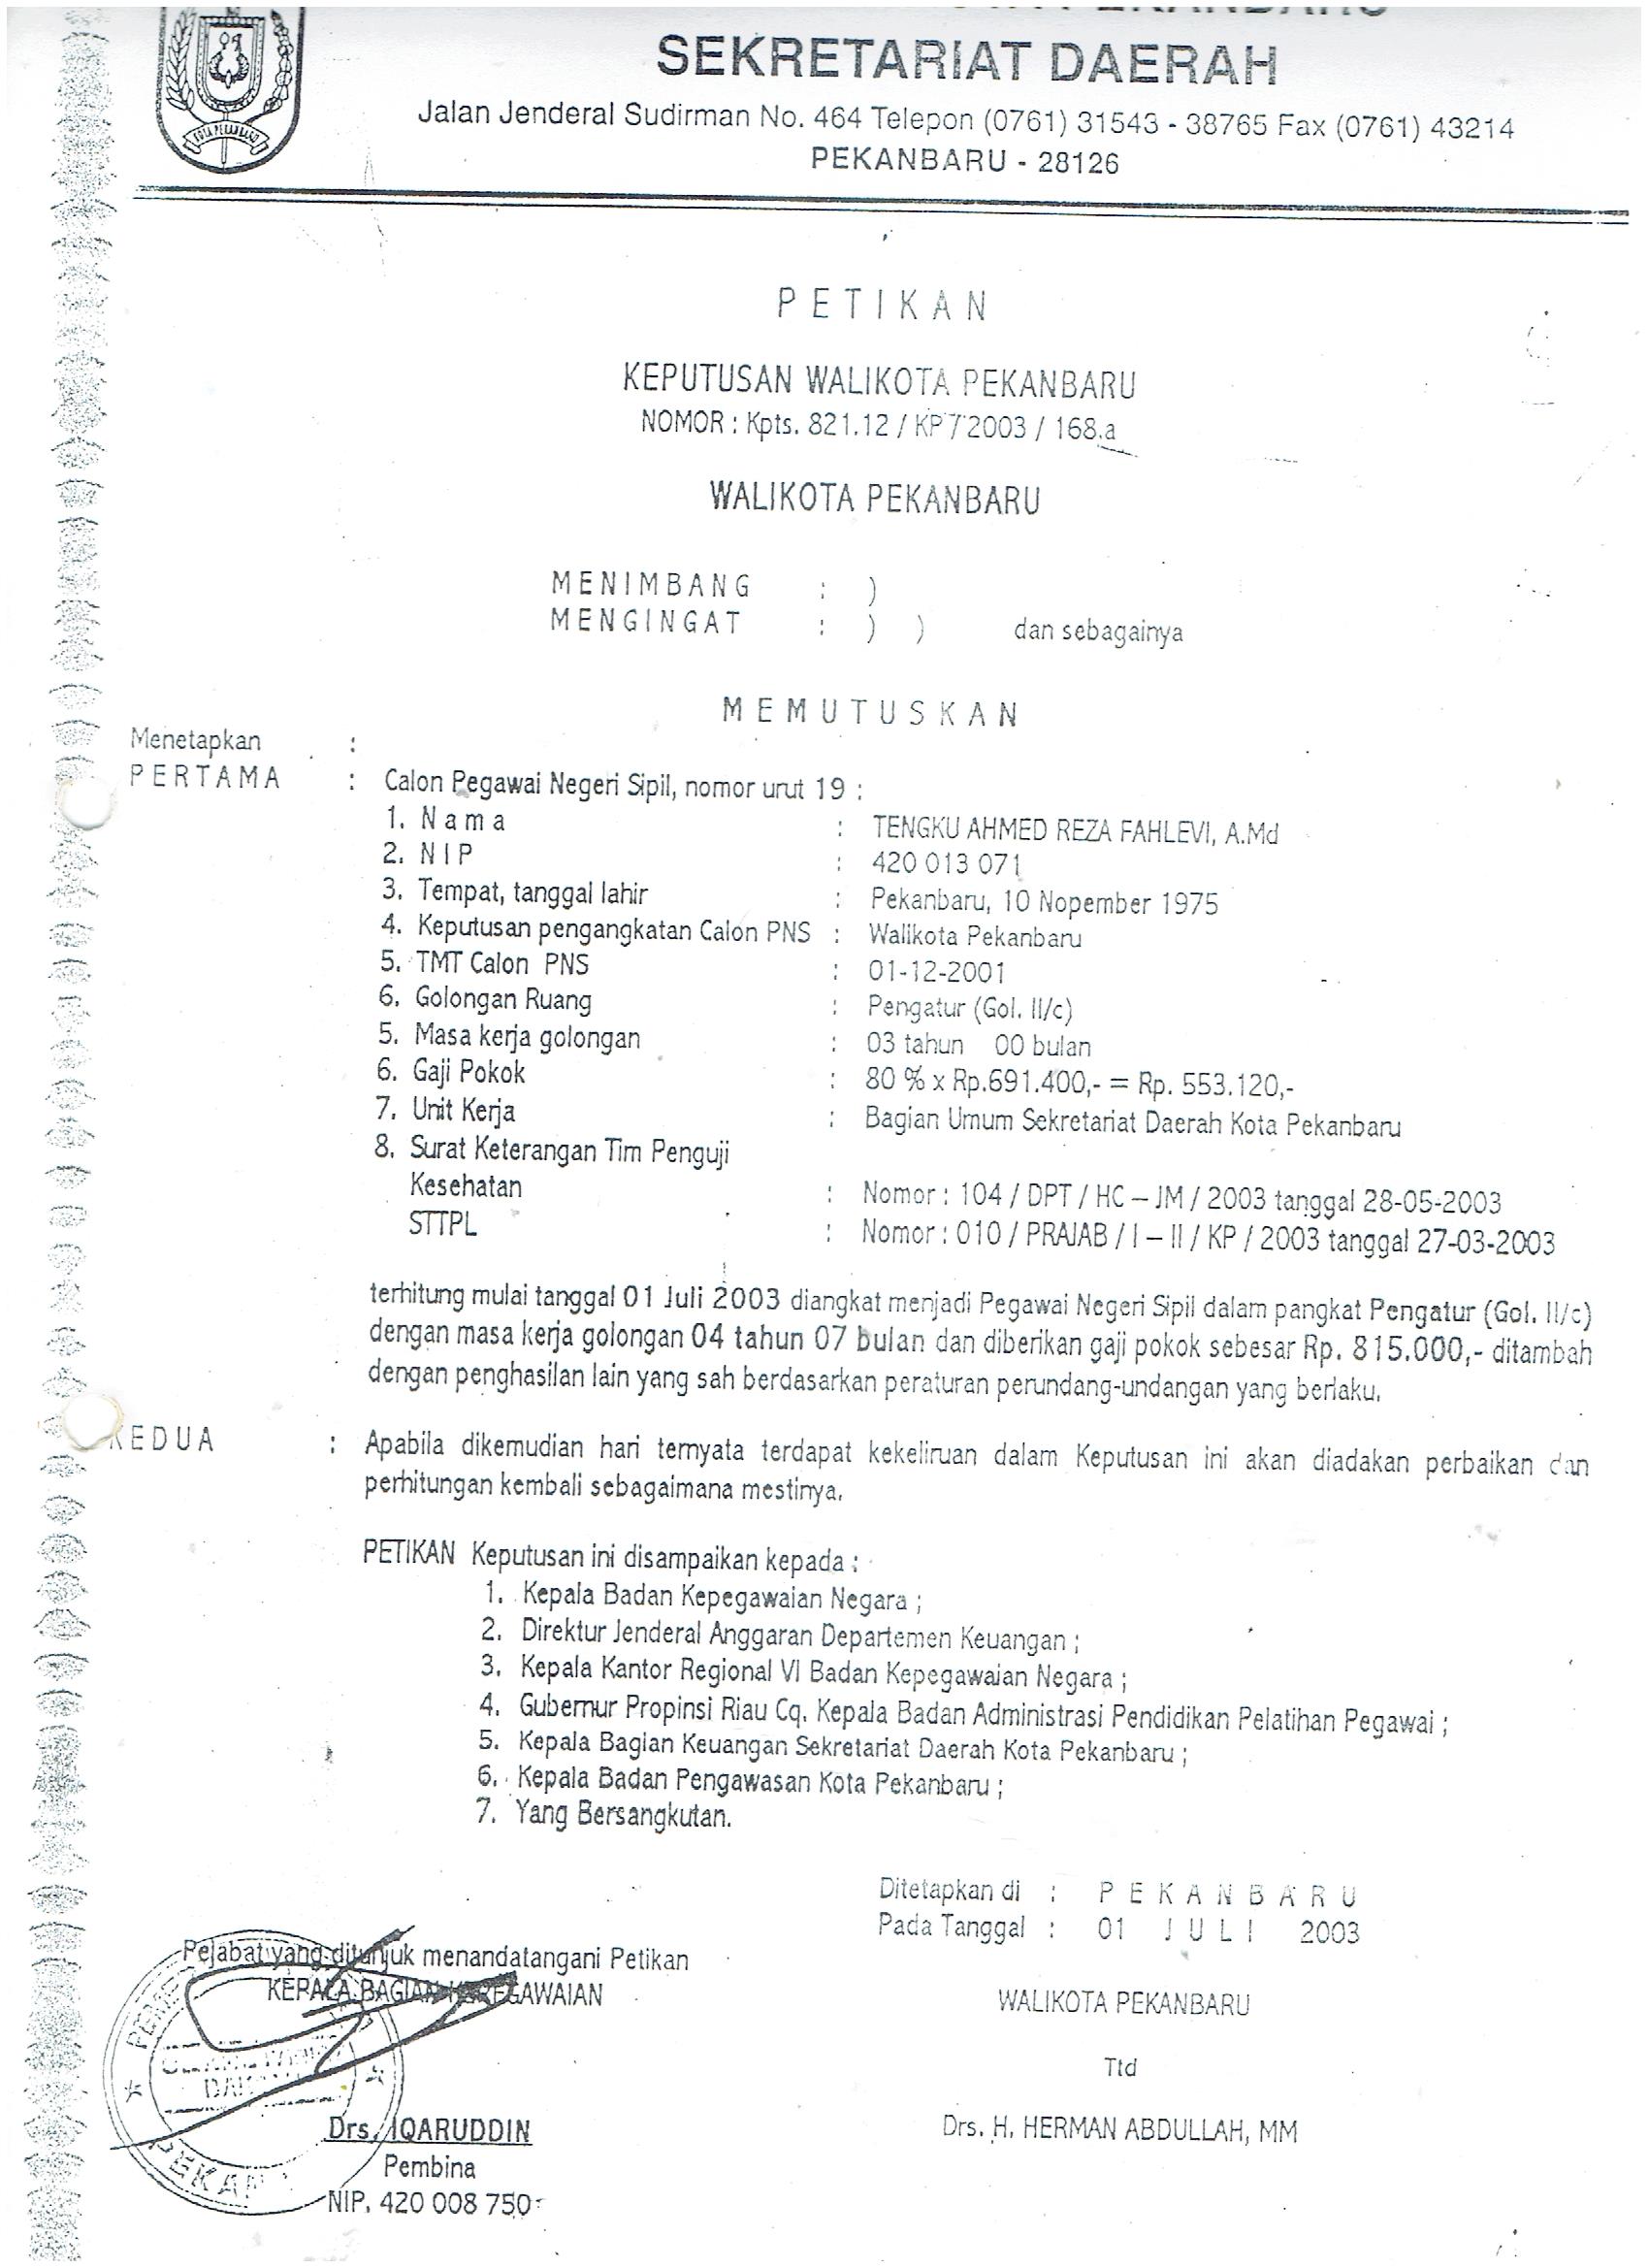 SEKRETARIAT DAERAH
Jalan Jenderal Sudirman No. 464 Telepon (0761) 31543 - 38765 Fax (0761) 43214
PEKANBARU - 28126
KOTA PEKANBARU
PETIKAN
KEPUTUSAN WALIKOTA PEKANBARU
NOMOR : Kpts. 821.12 / KP / 2003 / 168.a
WALIKOTA PEKANBARU
MENIMBANG : )
MENGINGAT : ) ) dan sebagainya
MEMUTUSKAN
Menetapkan :
PERTAMA : Calon Pegawai Negeri Sipil, nomor urut 19 :
1. Nama : TENGKU AHMED REZA FAHLEVI, A.Md
2. NIP : 420 013 071
3. Tempat, tanggal lahir : Pekanbaru, 10 Nopember 1975
4. Keputusan pengangkatan Calon PNS : Walikota Pekanbaru
5. TMT Calon PNS : 01-12-2001
6. Golongan Ruang : Pengatur (Gol. II/c)
5. Masa kerja golongan : 03 tahun 00 bulan
6. Gaji Pokok : 80 % x Rp.691.400,- = Rp. 553.120,-
7. Unit Kerja : Bagian Umum Sekretariat Daerah Kota Pekanbaru
8. Surat Keterangan Tim Penguji
Kesehatan : Nomor : 104 / DPT / HC – JM / 2003 tanggal 28-05-2003
STTPL : Nomor : 010 / PRAJAB / I – II / KP / 2003 tanggal 27-03-2003
terhitung mulai tanggal 01 Juli 2003 diangkat menjadi Pegawai Negeri Sipil dalam pangkat Pengatur (Gol. II/c)
dengan masa kerja golongan 04 tahun 07 bulan dan diberikan gaji pokok sebesar Rp. 815.000,- ditambah
dengan penghasilan lain yang sah berdasarkan peraturan perundang-undangan yang berlaku.
KEDUA : Apabila dikemudian hari ternyata terdapat kekeliruan dalam Keputusan ini akan diadakan perbaikan dan
perhitungan kembali sebagaimana mestinya.
PETIKAN Keputusan ini disampaikan kepada :
1. Kepala Badan Kepegawaian Negara ;
2. Direktur Jenderal Anggaran Departemen Keuangan ;
3. Kepala Kantor Regional VI Badan Kepegawaian Negara ;
4. Gubernur Propinsi Riau Cq. Kepala Badan Administrasi Pendidikan Pelatihan Pegawai ;
5. Kepala Bagian Keuangan Sekretariat Daerah Kota Pekanbaru ;
6. Kepala Badan Pengawasan Kota Pekanbaru ;
7. Yang Bersangkutan.
Ditetapkan di : PEKANBARU
Pada Tanggal : 01 JULI 2003
Pejabat yang ditunjuk menandatangani Petikan
KEPALA BAGIAN KEPEGAWAIAN
WALIKOTA PEKANBARU
Ttd
Drs. IQARUDDIN
Drs. H. HERMAN ABDULLAH, MM
Pembina
NIP. 420 008 750